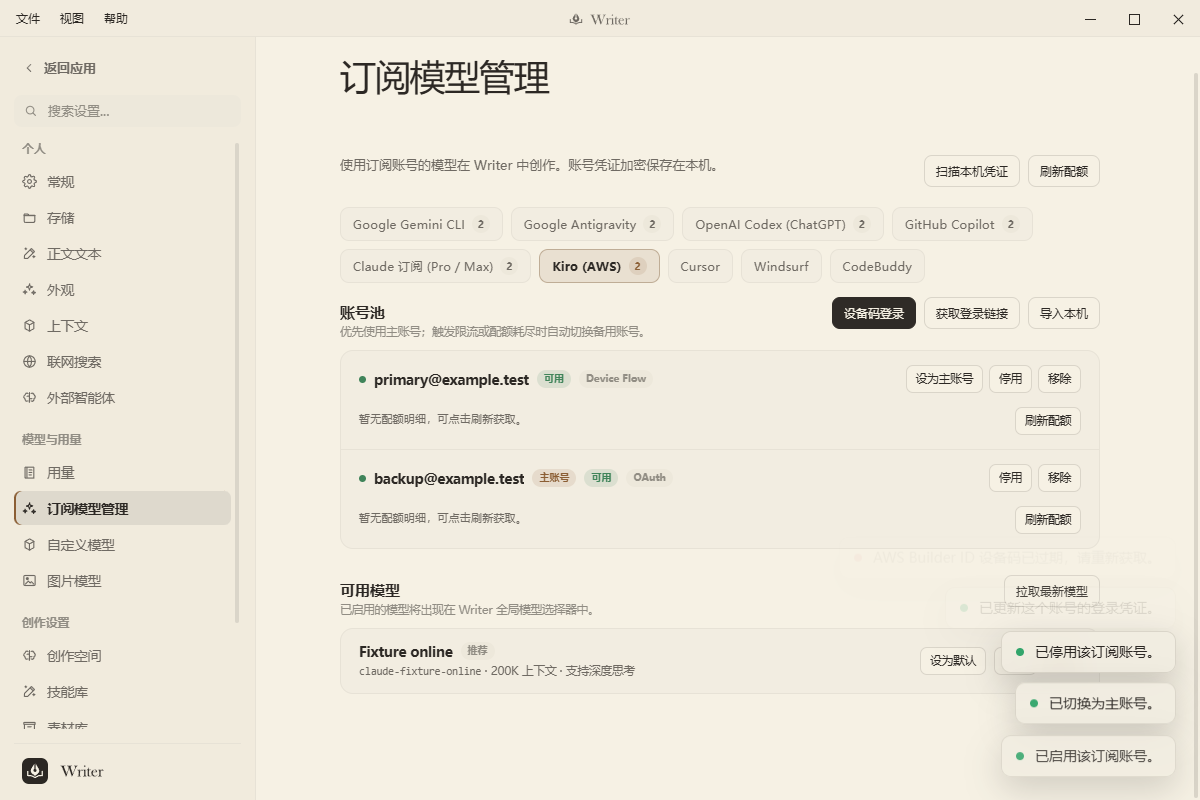 文件 视图 帮助
Writer
返回应用
搜索设置...
个人
常规
存储
正文文本
外观
上下文
联网搜索
外部智能体
模型与用量
用量
订阅模型管理
自定义模型
图片模型
创作设置
创作空间
技能库
素材库
Writer
订阅模型管理
使用订阅账号的模型在 Writer 中创作。账号凭证加密保存在本机。
扫描本机凭证 刷新配额
Google Gemini CLI 2 Google Antigravity 2 OpenAI Codex (ChatGPT) 2 GitHub Copilot 2
Claude 订阅 (Pro / Max) 2 Kiro (AWS) 2 Cursor Windsurf CodeBuddy
账号池
优先使用主账号；触发限流或配额耗尽时自动切换备用账号。
设备码登录 获取登录链接 导入本机
primary@example.test 可用 Device Flow 设为主账号 停用 移除
暂无配额明细，可点击刷新获取。 刷新配额
backup@example.test 主账号 可用 OAuth 停用 移除
暂无配额明细，可点击刷新获取。 刷新配额
AWS Builder ID 设备码已过期，请重新获取。
可用模型
已启用的模型将出现在 Writer 全局模型选择器中。
拉取最新模型
已更新这个账号的登录凭证。
Fixture online 推荐
claude-fixture-online · 200K 上下文 · 支持深度思考
设为默认
已停用该订阅账号。
已切换为主账号。
已启用该订阅账号。